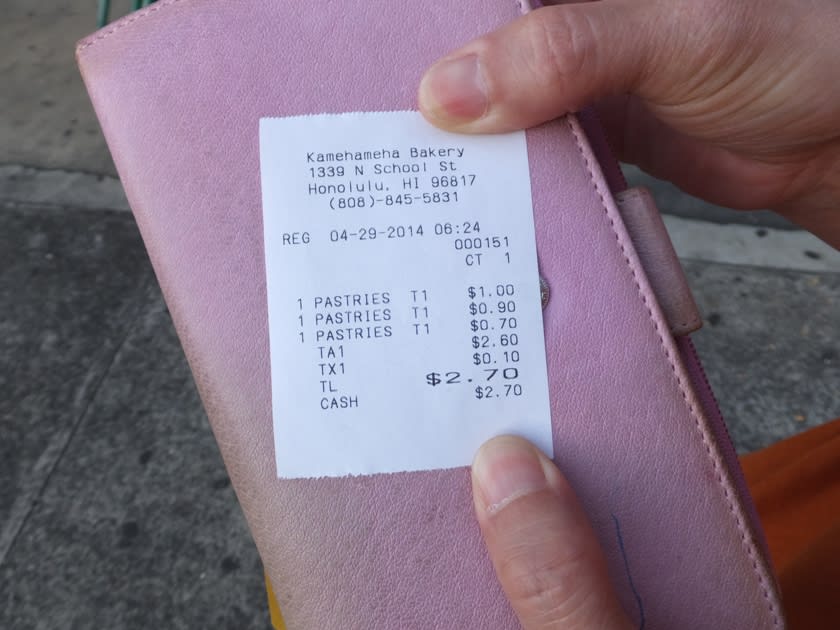 Kamehameha Bakery
1339 N School St
Honolulu, HI 96817
(808)-845-5831
REG 04-29-2014 06:24
000151
CT 1
1 PASTRIES T1 $1.00
1 PASTRIES T1 $0.90
1 PASTRIES T1 $0.70
TA1 $2.60
TX1 $0.10
TL $2.70
CASH $2.70